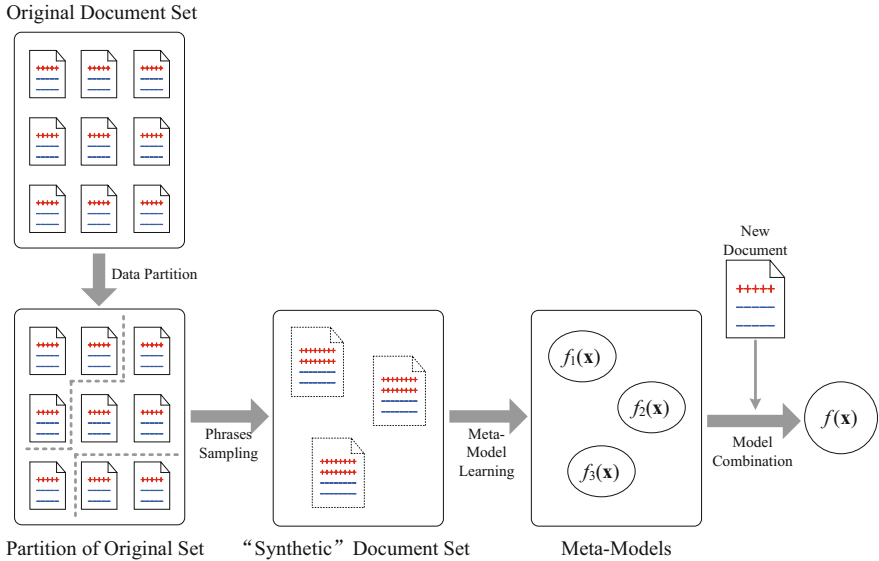 Original Document Set
Data Partition
New
Document
Phrases
Sampling
Meta-
Model
Learning
f1(x)
f2(x)
f3(x)
Model
Combination
f(x)
Partition of Original Set
“Synthetic” Document Set
Meta-Models